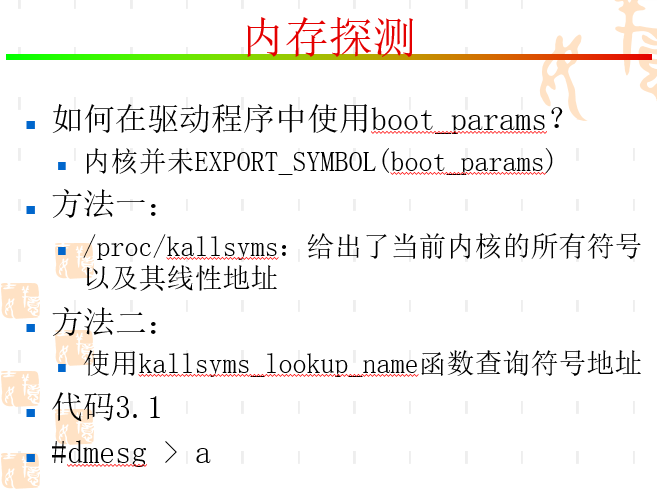 内存探测
如何在驱动程序中使用boot_params？
内核并未EXPORT_SYMBOL(boot_params)
方法一：
/proc/kallsyms：给出了当前内核的所有符号
以及其线性地址
方法二：
使用kallsyms_lookup_name函数查询符号地址
代码3.1
#dmesg > a